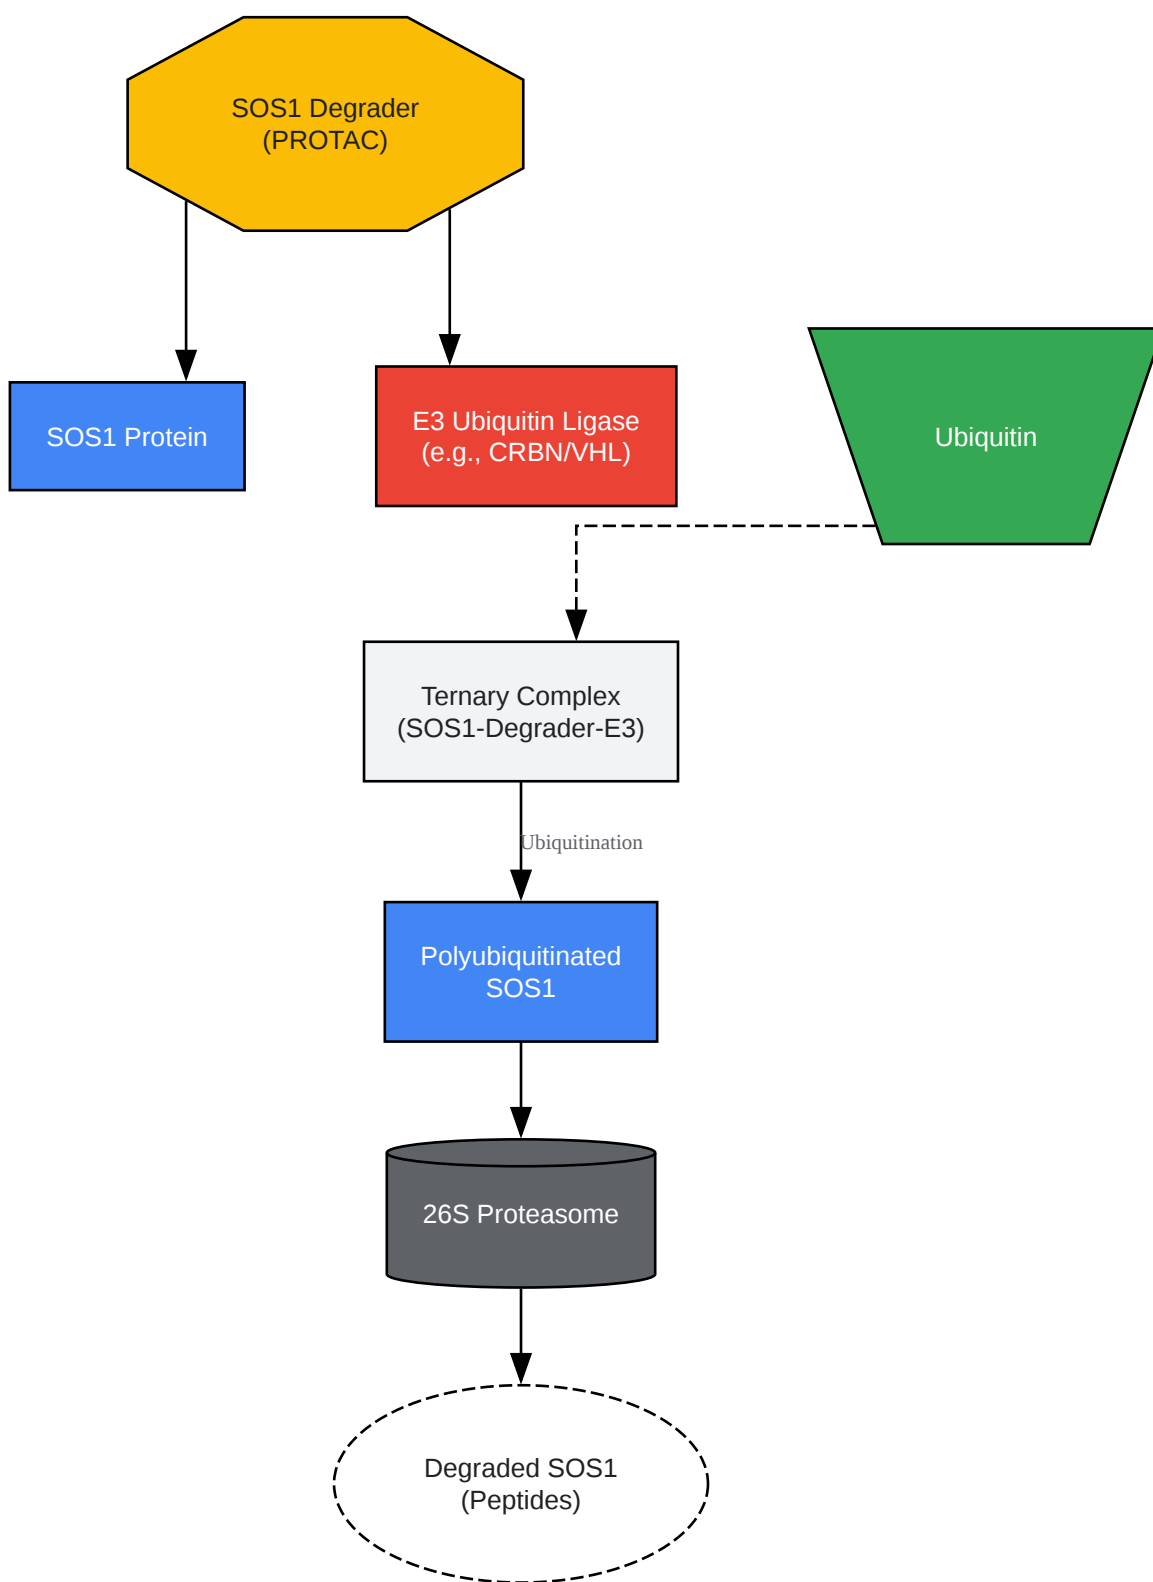 SOS1 Degrader
(PROTAC)
SOS1 Protein
E3 Ubiquitin Ligase
(e.g., CRBN/VHL)
Ubiquitin
Ternary Complex
(SOS1-Degrader-E3)
Ubiquitination
Polyubiquitinated
SOS1
26S Proteasome
Degraded SOS1
(Peptides)